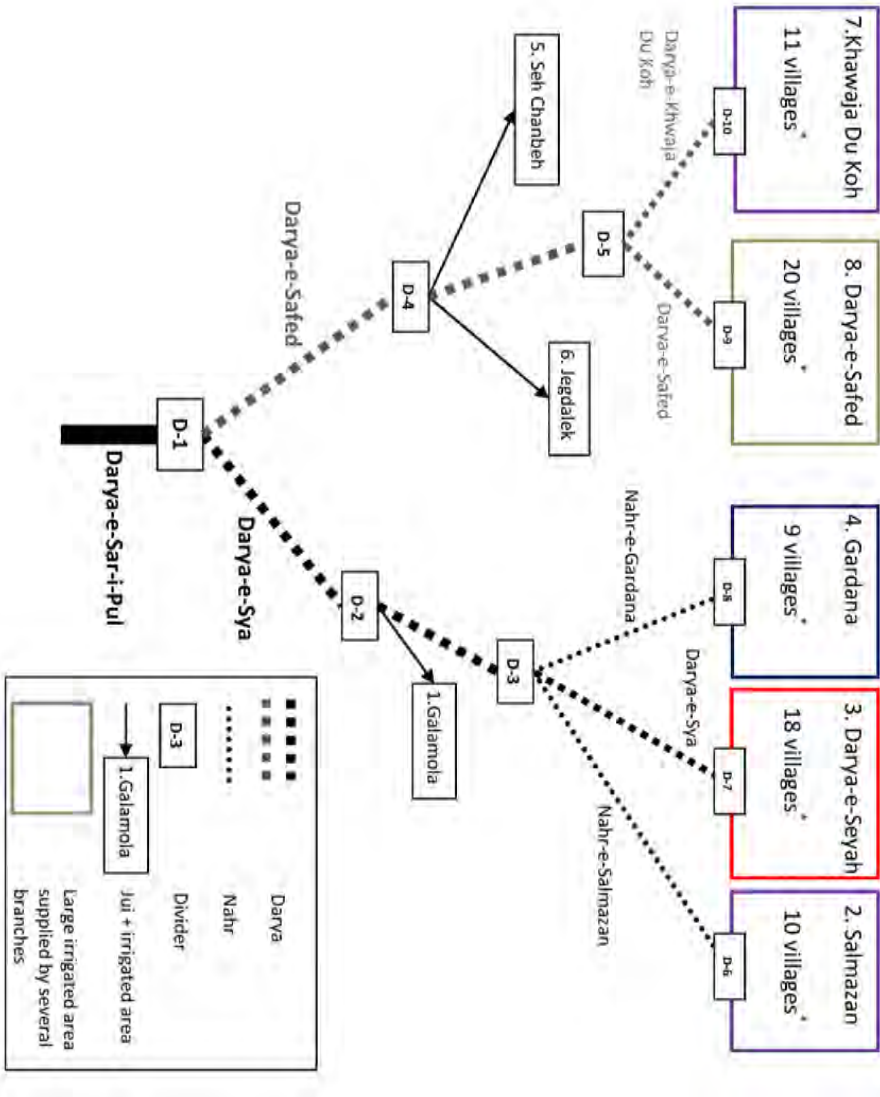 7.Khawaja Du Koh
11 villages *
D-10
8. Darya-e-Safed
20 villages *
D-9
4. Gardana
9 villages *
D-8
3. Darya-e-Seyah
18 villages *
D-7
2. Salmazan
10 villages *
D-6
Darya-e-Khwaja
Du Koh
Darya-e-Safed
Nahr-e-Gardana
Darya-e-Sya
Nahr-e-Salmazan
5. Seh Chanbeh
D-5
6. Jegdalek
D-3
D-4
1.Galamola
Darya-e-Safed
D-2
D-1
Darya-e-Sya
Darya-e-Sar-i-Pul
Darya
Nahr
D-3
Divider
1.Galamola
Jui + irrigated area
Large irrigated area
supplied by several
branches